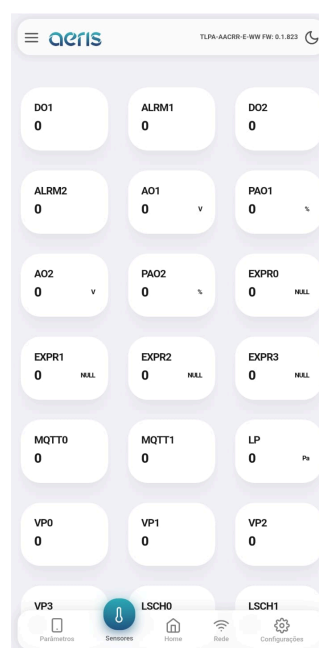 aeris TLPA-AACRR-E-WW FW: 0.1.823
DO1 ALRM1 DO2
0 0 0
ALRM2 AO1 PAO1
0 0 V 0 %
AO2 PAO2 EXPR0
0 V 0 % 0 NULL
EXPR1 EXPR2 EXPR3
0 NULL 0 NULL 0 NULL
MQTT0 MQTT1 LP
0 0 0 Pa
VP0 VP1 VP2
0 0 0
VP3 LSCH0 LSCH1
Parâmetros Sensores Home Rede Configurações